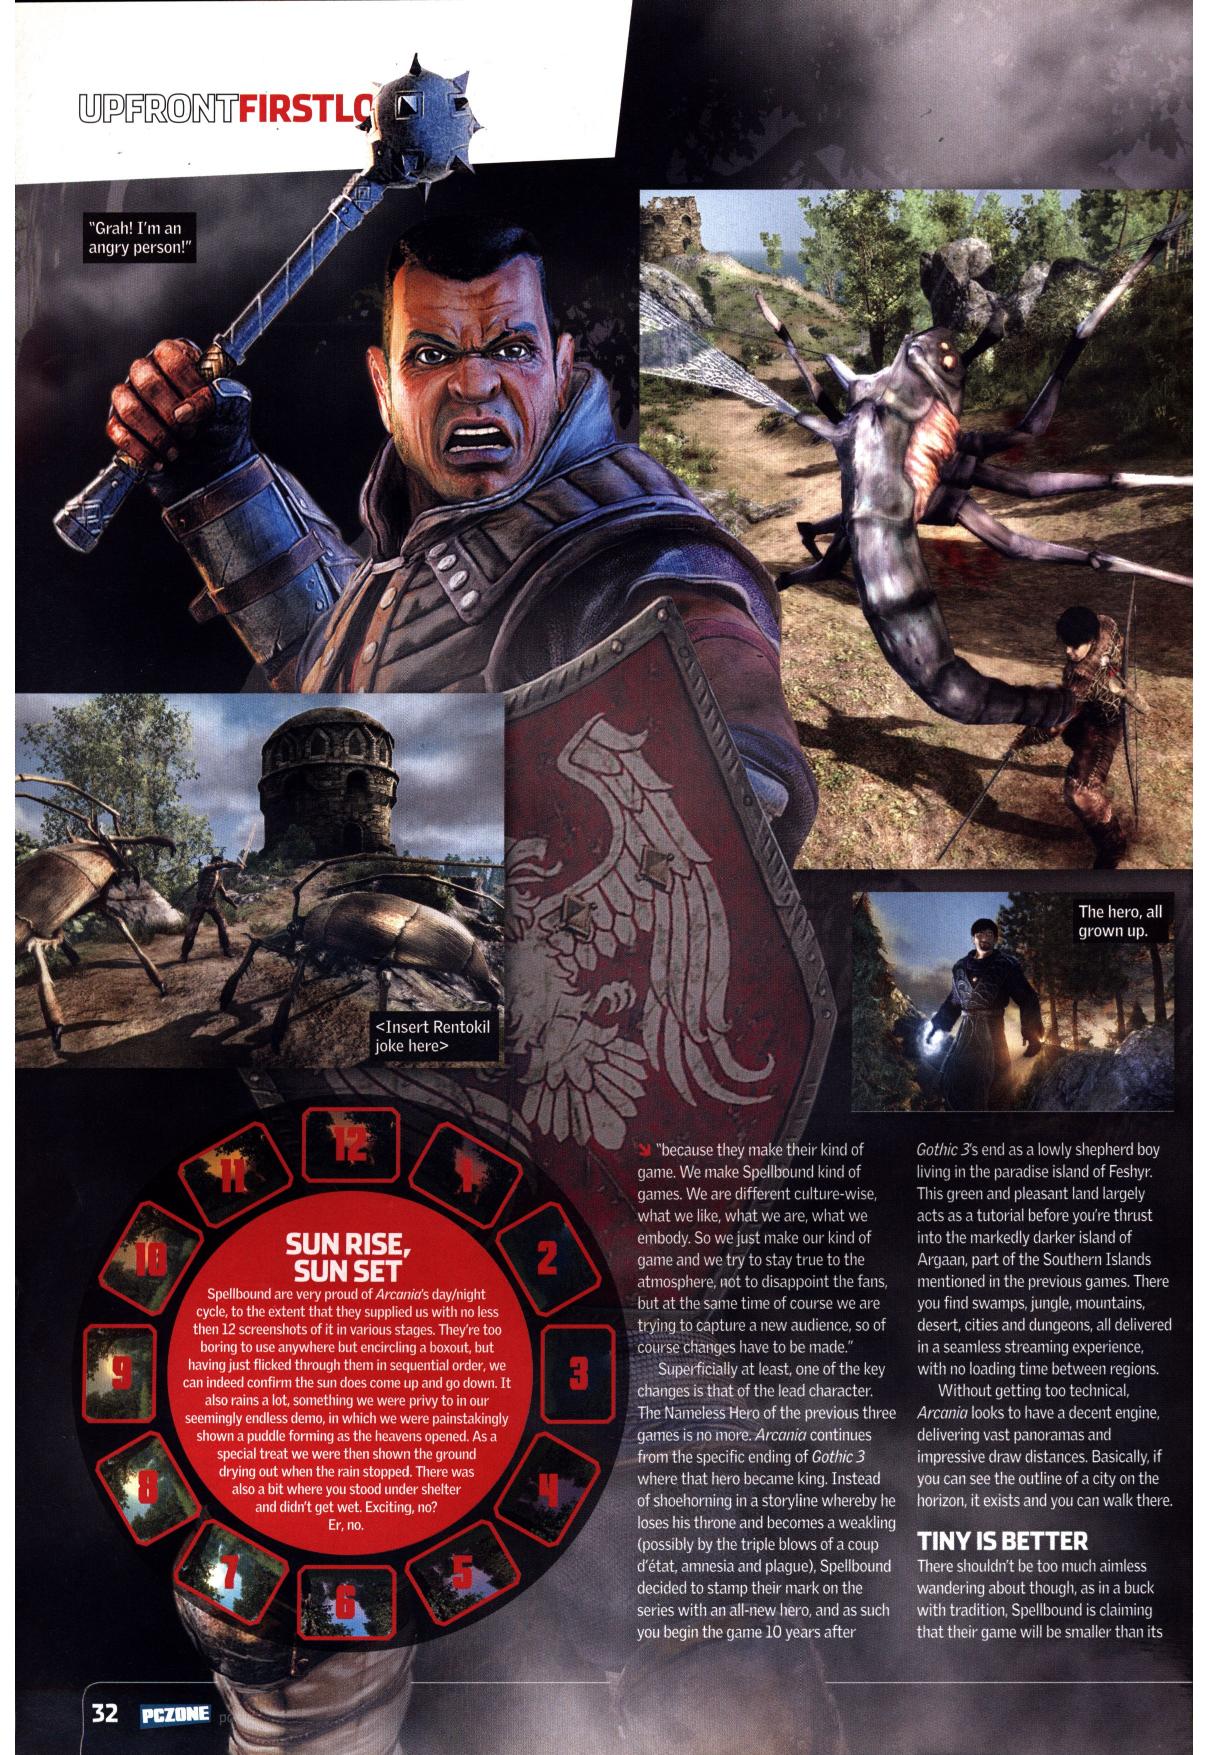 UPFRONTFIRSTLO
"Grah! I'm an
angry person!"
<Insert Rentokil
joke here>
The hero, all
grown up.
12
1
2
3
4
5
6
7
8
9
10
11
SUN RISE,
SUN SET
Spellbound are very proud of Arcania's day/night
cycle, to the extent that they supplied us with no less
then 12 screenshots of it in various stages. They're too
boring to use anywhere but encircling a boxout, but
having just flicked through them in sequential order, we
can indeed confirm the sun does come up and go down. It
also rains a lot, something we were privy to in our
seemingly endless demo, in which we were painstakingly
shown a puddle forming as the heavens opened. As a
special treat we were then shown the ground
drying out when the rain stopped. There was
also a bit where you stood under shelter
and didn't get wet. Exciting, no?
Er, no.
"because they make their kind of
game. We make Spellbound kind of
games. We are different culture-wise,
what we like, what we are, what we
embody. So we just make our kind of
game and we try to stay true to the
atmosphere, not to disappoint the fans,
but at the same time of course we are
trying to capture a new audience, so of
course changes have to be made."
Superficially at least, one of the key
changes is that of the lead character.
The Nameless Hero of the previous three
games is no more. Arcania continues
from the specific ending of Gothic 3
where that hero became king. Instead
of shoehorning in a storyline whereby he
loses his throne and becomes a weakling
(possibly by the triple blows of a coup
d'état, amnesia and plague), Spellbound
decided to stamp their mark on the
series with an all-new hero, and as such
you begin the game 10 years after
Gothic 3's end as a lowly shepherd boy
living in the paradise island of Feshyr.
This green and pleasant land largely
acts as a tutorial before you're thrust
into the markedly darker island of
Argaan, part of the Southern Islands
mentioned in the previous games. There
you find swamps, jungle, mountains,
desert, cities and dungeons, all delivered
in a seamless streaming experience,
with no loading time between regions.
Without getting too technical,
Arcania looks to have a decent engine,
delivering vast panoramas and
impressive draw distances. Basically, if
you can see the outline of a city on the
horizon, it exists and you can walk there.
TINY IS BETTER
There shouldn't be too much aimless
wandering about though, as in a buck
with tradition, Spellbound is claiming
that their game will be smaller than its
32 PCZONE